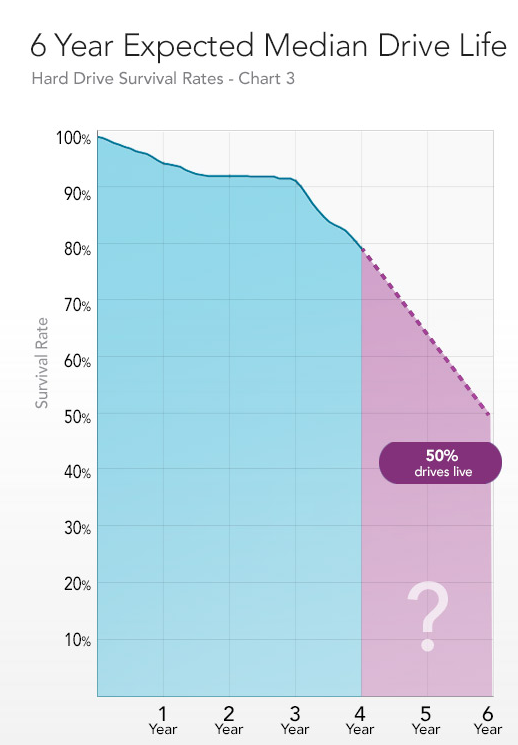 6 Year Expected Median Drive Life
Hard Drive Survival Rates - Chart 3
100%
90%
80%
70%
60%
50%
40%
30%
20%
10%
Survival Rate
50%
drives live
?
1
Year
2
Year
3
Year
4
Year
5
Year
6
Year